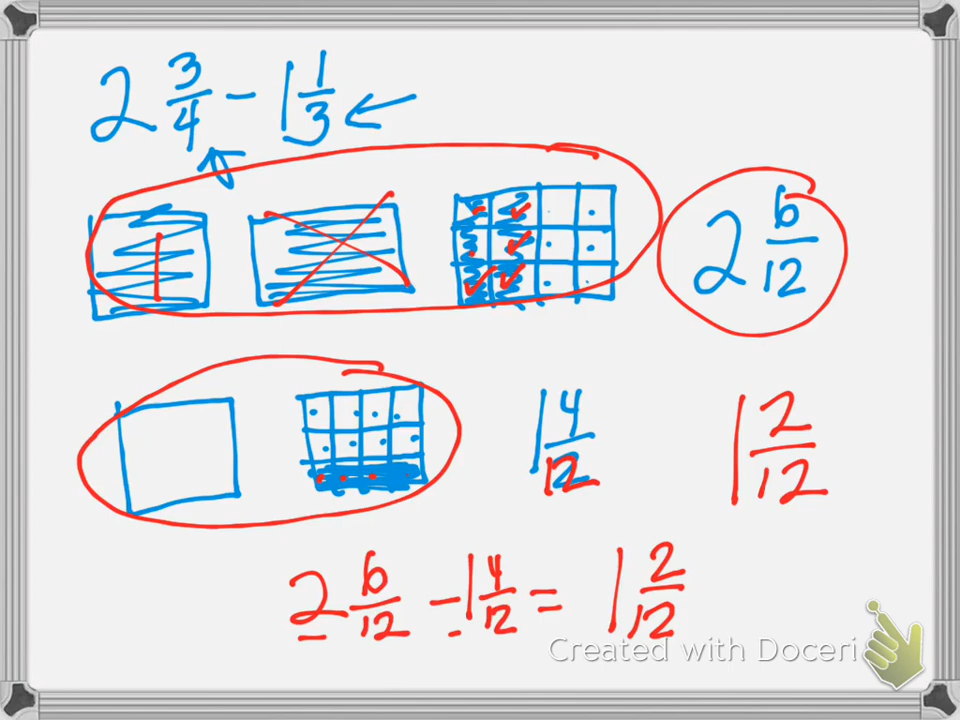 2 3/4 - 1 1/3
2 6/12
1 4/12
1 2/12
2 6/12 - 1 4/12 = 1 2/12
Created with Doceri